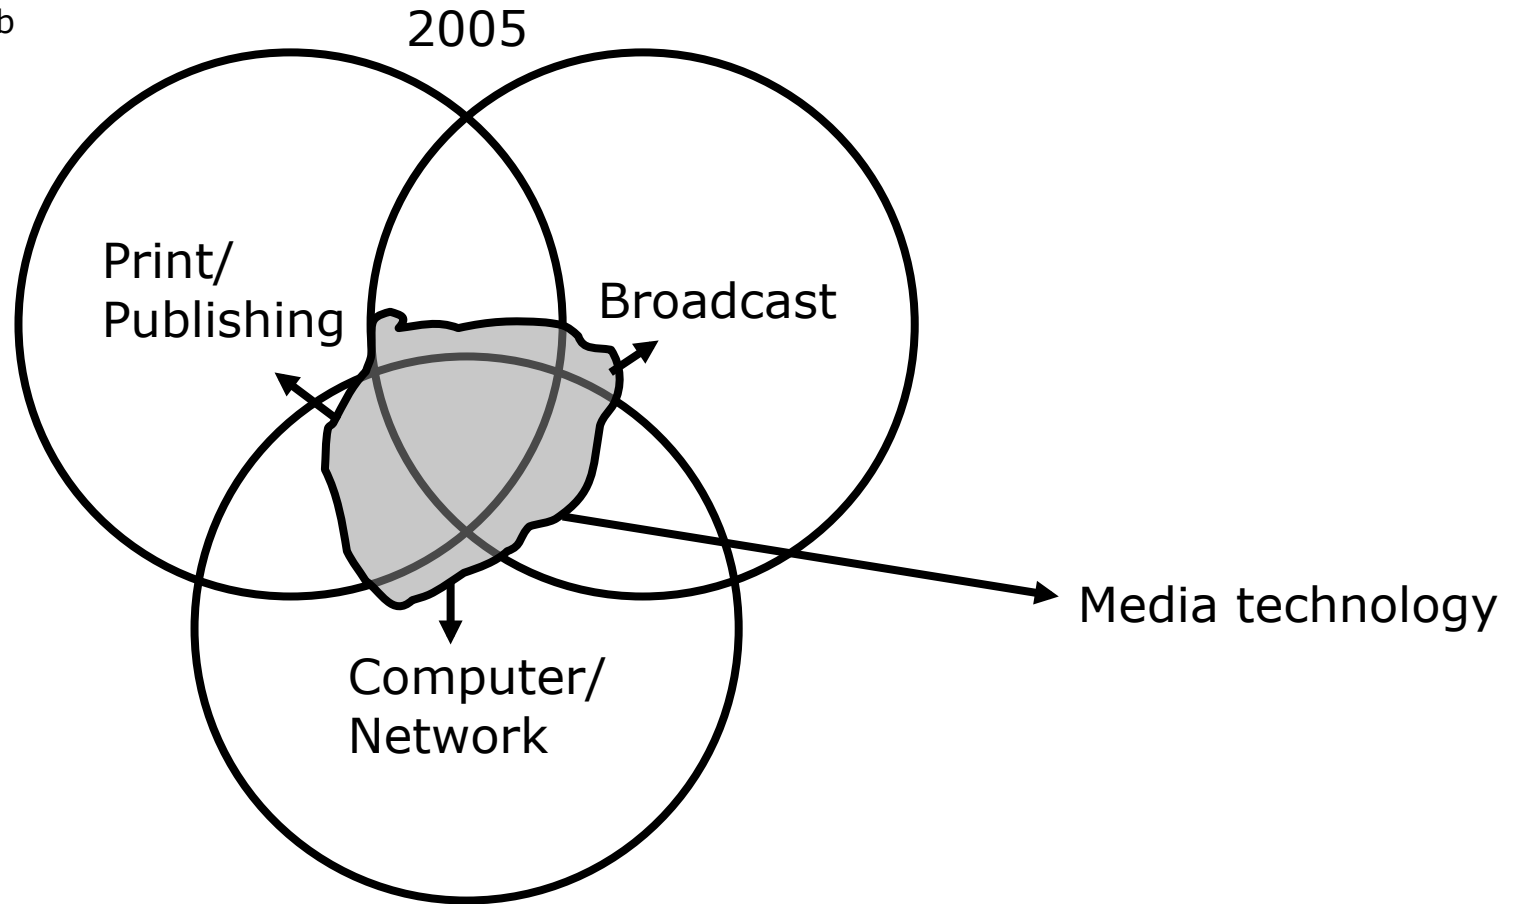 b
2005
Print/
Publishing
Broadcast
Media technology
Computer/
Network